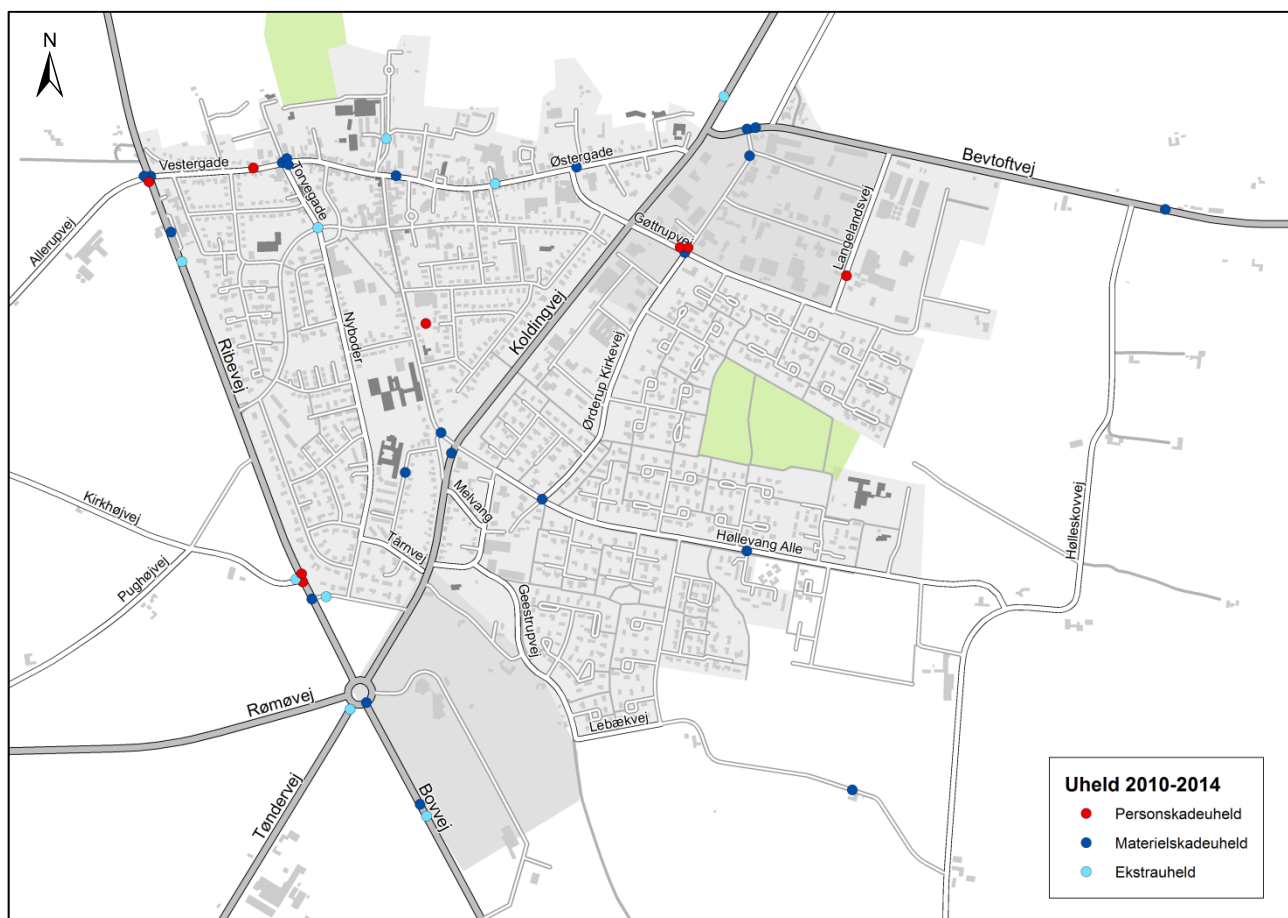 N
Vestergade
Torvegade
Østergade
Bevtoftvej
Allerupvej
Gøttrupvej
Langelandsvej
Ribevej
Nyboder
Koldingvej
Ørderup Kirkevej
Hølleskovvej
Kirkhøjvej
Melvang
Høllevang Alle
Pughøjvej
Tårnvej
Geestrupvej
Rømøvej
Lebækvej
Tøndervej
Bovvej
Uheld 2010-2014
Personskadeuheld
Materielskadeuheld
Ekstrauheld